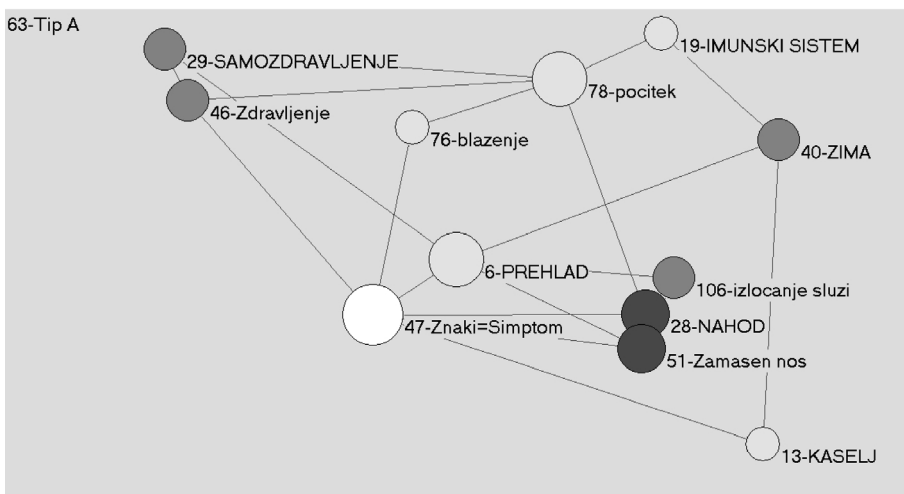 63-Tip A
19-IMUNSKI SISTEM
29-SAMOZDRAVLJENJE
78-pocitek
46-Zdravljenje
76-blazenje
40-ZIMA
6-PREHLAD
106-izlocanje sluzi
47-Znaki=Simptom
28-NAHOD
51-Zamasen nos
13-KASELJ